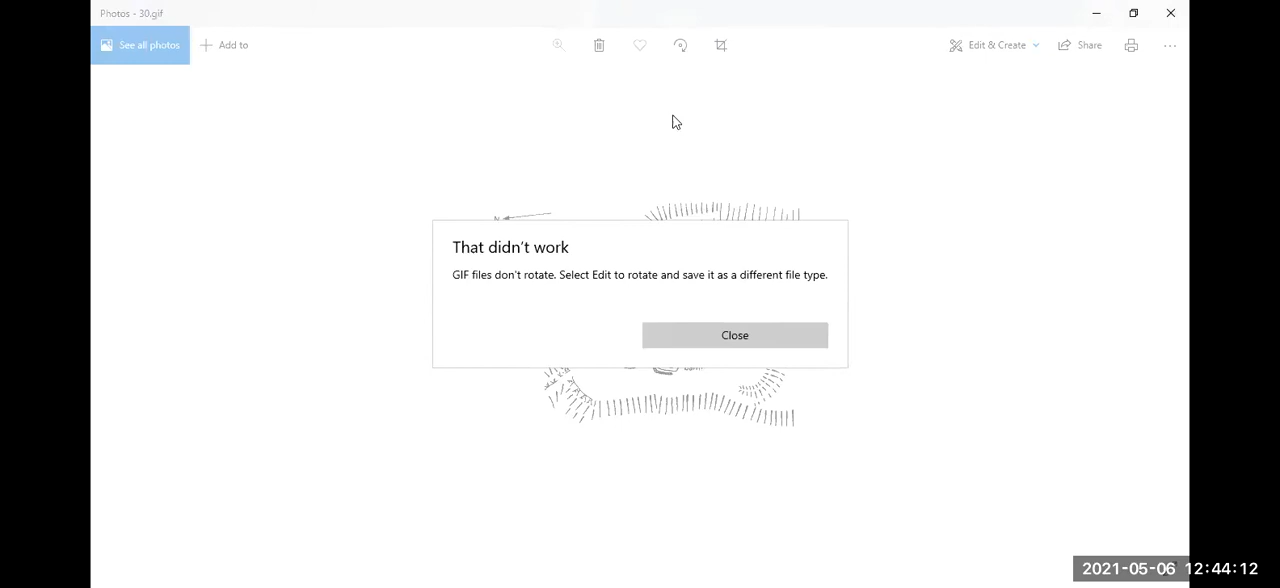 Photos - 30.gif
See all photos
Add to
Edit & Create
Share
That didn't work
GIF files don't rotate. Select Edit to rotate and save it as a different file type.
Close
2021-05-06 12:44:12